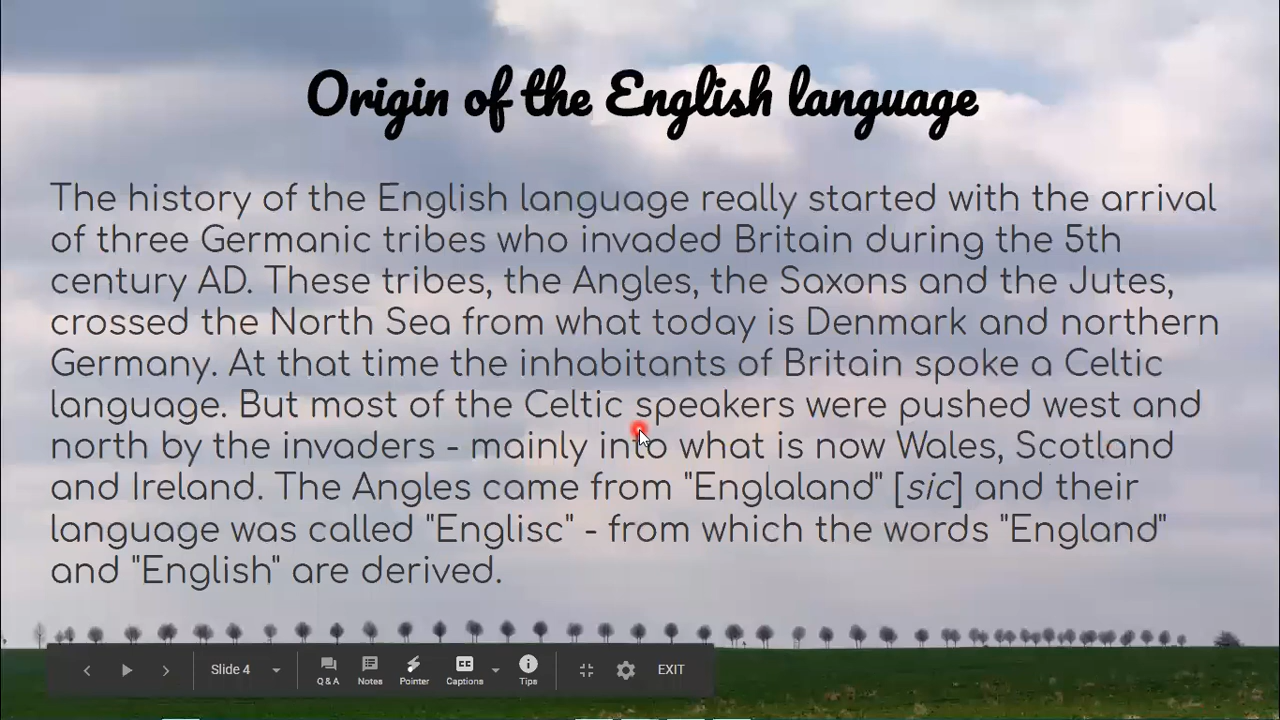 Origin of the English language
The history of the English language really started with the arrival
of three Germanic tribes who invaded Britain during the 5th
century AD. These tribes, the Angles, the Saxons and the Jutes,
crossed the North Sea from what today is Denmark and northern
Germany. At that time the inhabitants of Britain spoke a Celtic
language. But most of the Celtic speakers were pushed west and
north by the invaders - mainly into what is now Wales, Scotland
and Ireland. The Angles came from "Englaland" [sic] and their
language was called "Englisc" - from which the words "England"
and "English" are derived.
Slide 4 Q & A Notes Pointer CC Captions Tips EXIT